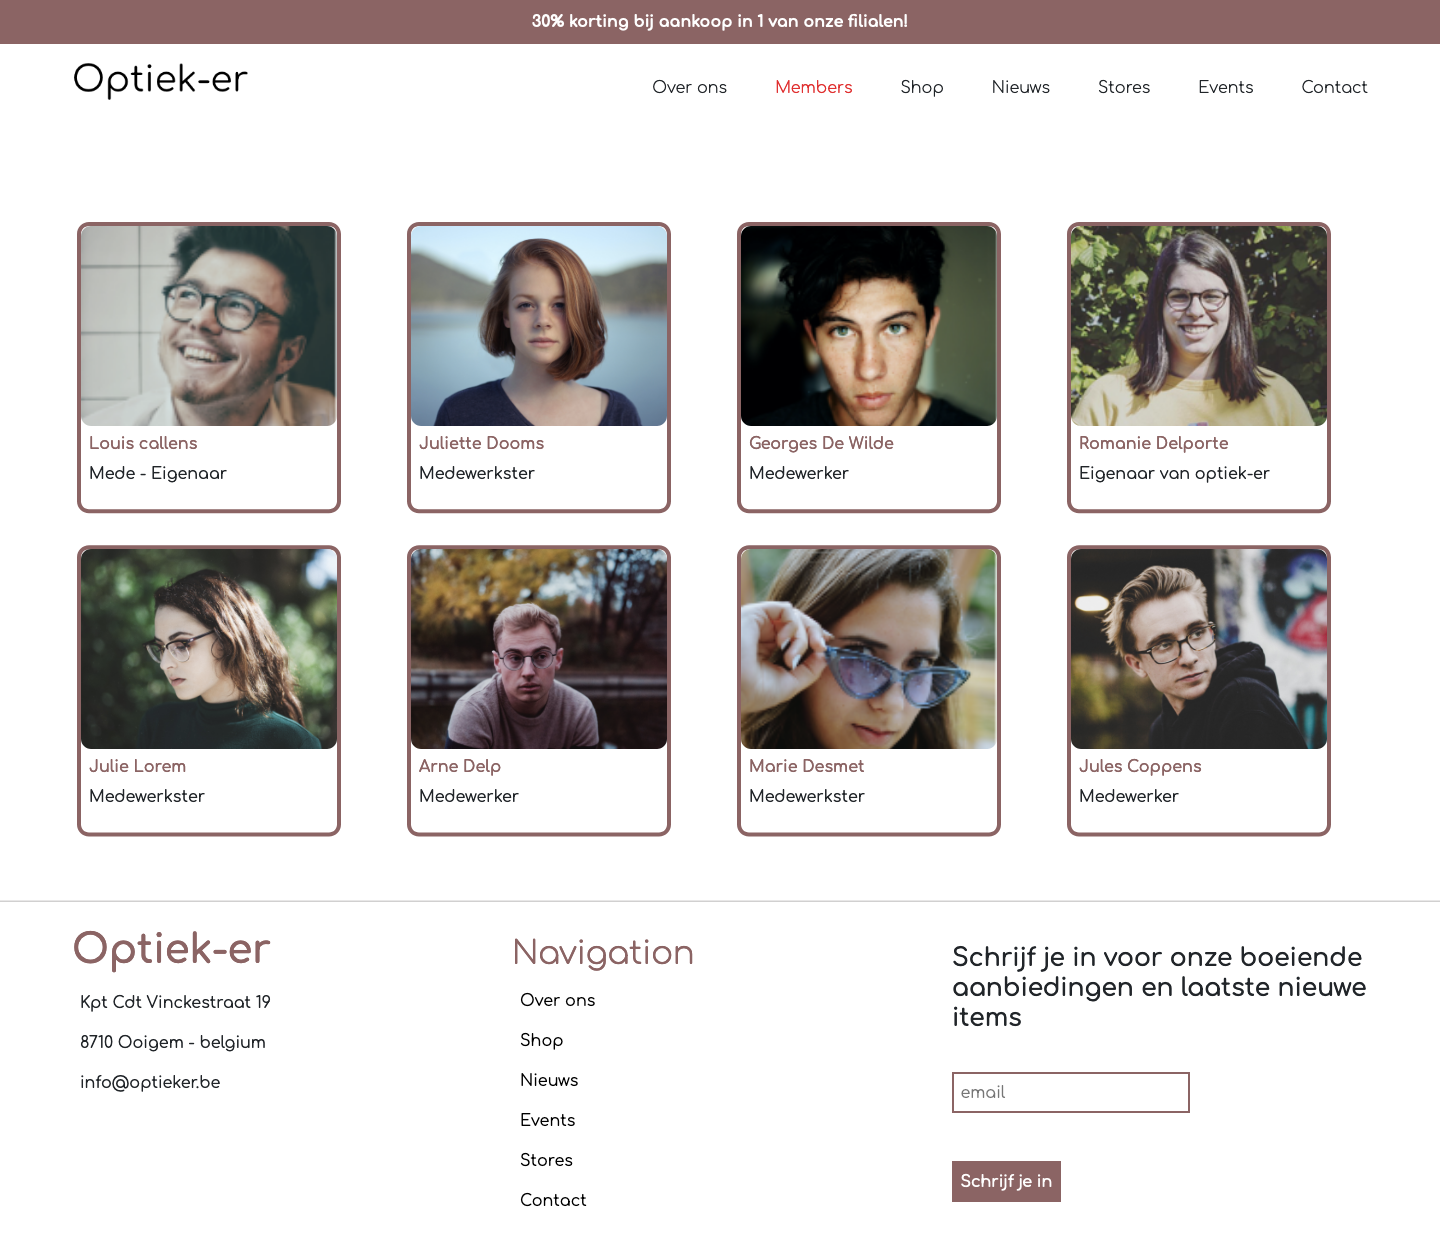 30% korting bij aankoop in 1 van onze filialen!
Optiek-er
Over ons Members Shop Nieuws Stores Events Contact
Louis callens
Mede - Eigenaar
Juliette Dooms
Medewerkster
Georges De Wilde
Medewerker
Romanie Delporte
Eigenaar van optiek-er
Julie Lorem
Medewerkster
Arne Delp
Medewerker
Marie Desmet
Medewerkster
Jules Coppens
Medewerker
Optiek-er
Kpt Cdt Vinckestraat 19
8710 Ooigem - belgium
info@optieker.be
Navigation
Over ons
Shop
Nieuws
Events
Stores
Contact
Schrijf je in voor onze boeiende
aanbiedingen en laatste nieuwe
items
email
Schrijf je in